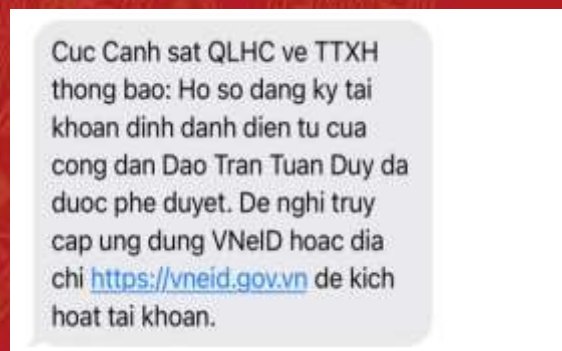 Cuc Canh sat QLHC ve TTXH
thong bao: Ho so dang ky tai
khoan dinh danh dien tu cua
cong dan Dao Tran Tuan Duy da
duoc phe duyet. De nghi truy
cap ung dung VNeID hoac dia
chi https://vneid.gov.vn de kich
hoat tai khoan.